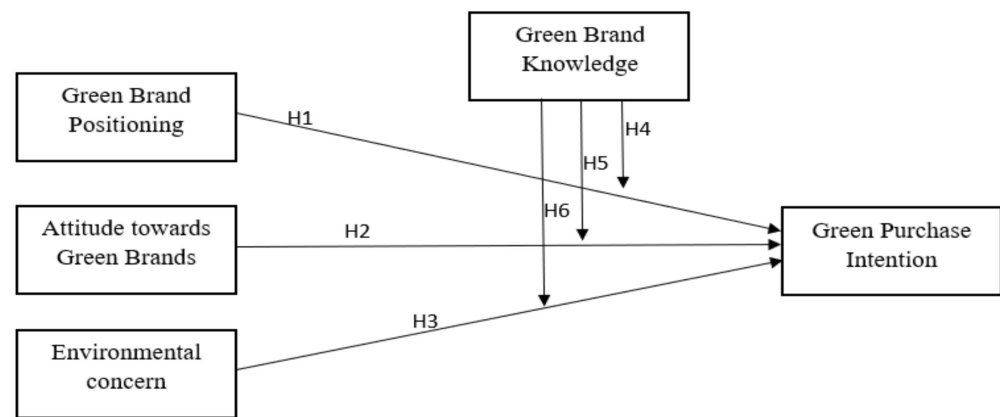 Green Brand
Knowledge
Green Brand
Positioning
H1
H4
H5
H6
Attitude towards
Green Brands
H2
Green Purchase
Intention
H3
Environmental
concern